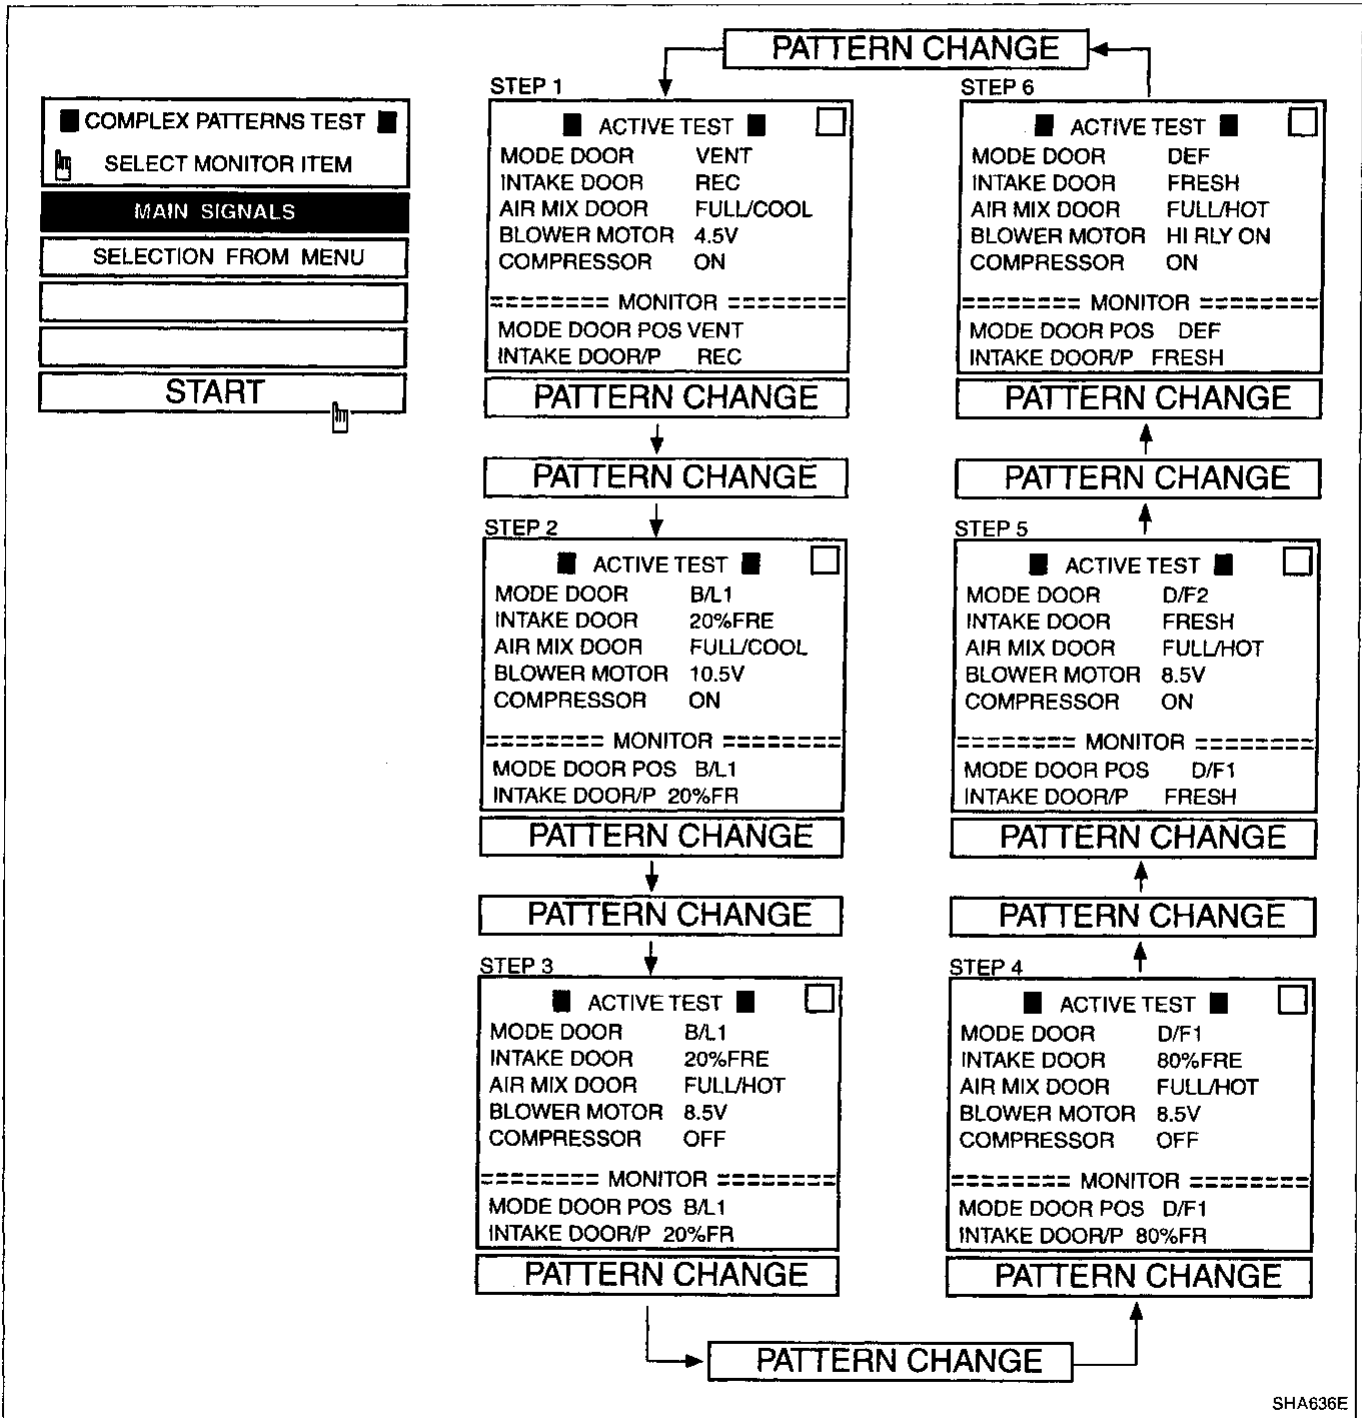 PATTERN CHANGE
■ COMPLEX PATTERNS TEST ■
SELECT MONITOR ITEM
MAIN SIGNALS
SELECTION FROM MENU
START
STEP 1
■ ACTIVE TEST ■
MODE DOOR VENT
INTAKE DOOR REC
AIR MIX DOOR FULL/COOL
BLOWER MOTOR 4.5V
COMPRESSOR ON
======== MONITOR ========
MODE DOOR POS VENT
INTAKE DOOR/P REC
PATTERN CHANGE
PATTERN CHANGE
STEP 2
■ ACTIVE TEST ■
MODE DOOR B/L1
INTAKE DOOR 20%FRE
AIR MIX DOOR FULL/COOL
BLOWER MOTOR 10.5V
COMPRESSOR ON
======== MONITOR ========
MODE DOOR POS B/L1
INTAKE DOOR/P 20%FR
PATTERN CHANGE
PATTERN CHANGE
STEP 3
■ ACTIVE TEST ■
MODE DOOR B/L1
INTAKE DOOR 20%FRE
AIR MIX DOOR FULL/HOT
BLOWER MOTOR 8.5V
COMPRESSOR OFF
======== MONITOR ========
MODE DOOR POS B/L1
INTAKE DOOR/P 20%FR
PATTERN CHANGE
PATTERN CHANGE
STEP 4
■ ACTIVE TEST ■
MODE DOOR D/F1
INTAKE DOOR 80%FRE
AIR MIX DOOR FULL/HOT
BLOWER MOTOR 8.5V
COMPRESSOR OFF
======== MONITOR ========
MODE DOOR POS D/F1
INTAKE DOOR/P 80%FR
PATTERN CHANGE
PATTERN CHANGE
STEP 5
■ ACTIVE TEST ■
MODE DOOR D/F2
INTAKE DOOR FRESH
AIR MIX DOOR FULL/HOT
BLOWER MOTOR 8.5V
COMPRESSOR ON
======== MONITOR ========
MODE DOOR POS D/F1
INTAKE DOOR/P FRESH
PATTERN CHANGE
PATTERN CHANGE
STEP 6
■ ACTIVE TEST ■
MODE DOOR DEF
INTAKE DOOR FRESH
AIR MIX DOOR FULL/HOT
BLOWER MOTOR HI RLY ON
COMPRESSOR ON
======== MONITOR ========
MODE DOOR POS DEF
INTAKE DOOR/P FRESH
PATTERN CHANGE
SHA636E